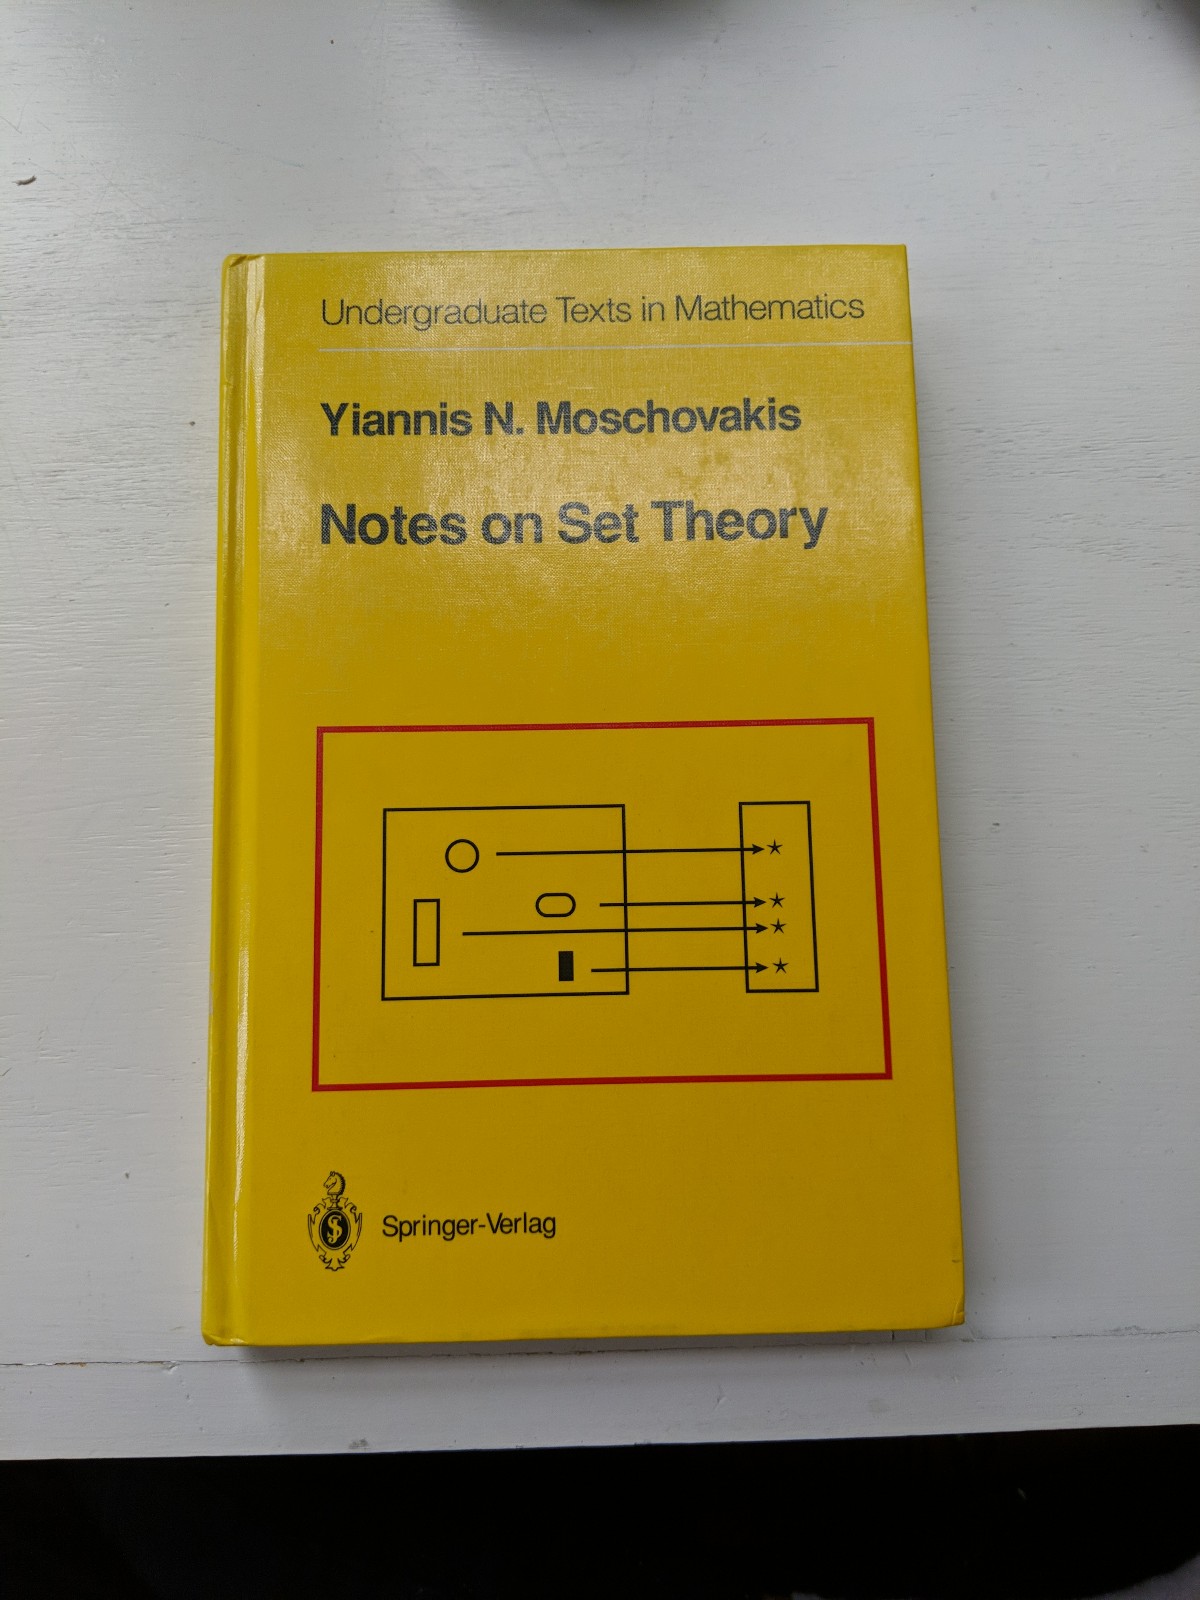 Undergraduate Texts in Mathematics
Yiannis N. Moschovakis
Notes on Set Theory
Springer-Verlag